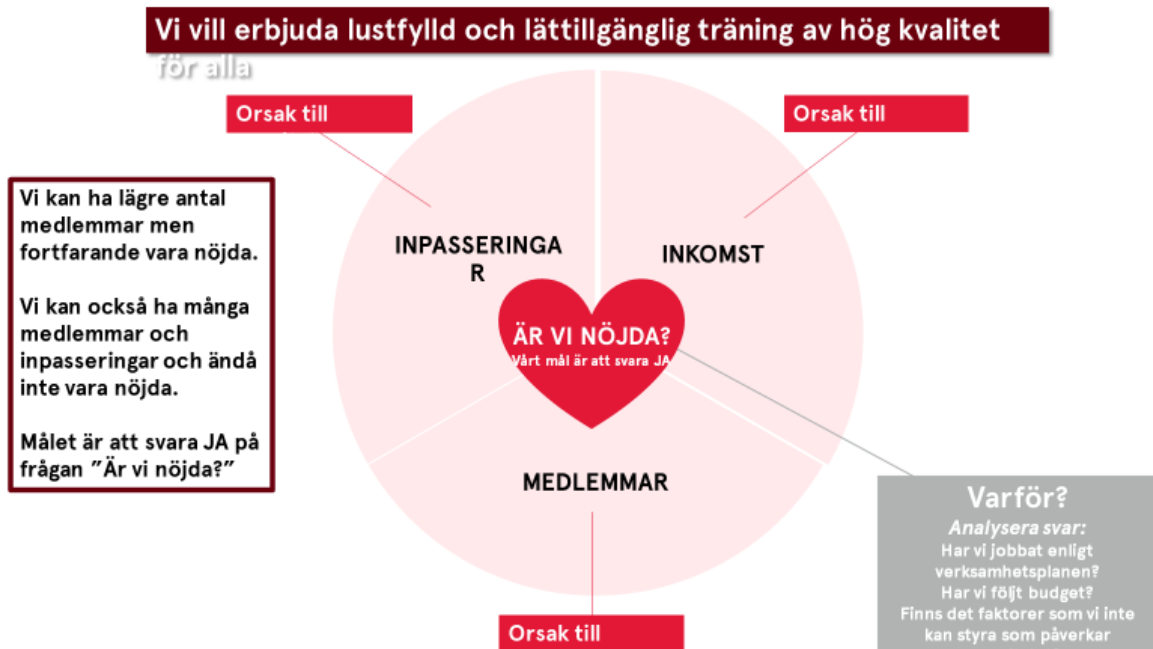 Vi vill erbjuda lustfylld och lättillgänglig träning av hög kvalitet
för alla
Orsak till
Orsak till
Vi kan ha lägre antal
medlemmar men
fortfarande vara nöjda.
Vi kan också ha många
medlemmar och
inpasseringar och ändå
inte vara nöjda.
Målet är att svara JA på
frågan ”Är vi nöjda?”
INPASSERINGA
R
INKOMST
ÄR VI NÖJDA?
Vårt mål är att svara JA
MEDLEMMAR
Orsak till
Varför?
Analysera svar:
Har vi jobbat enligt
verksamhetsplanen?
Har vi följt budget?
Finns det faktorer som vi inte
kan styra som påverkar